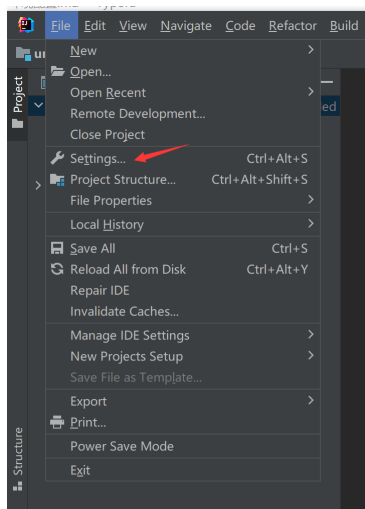 File Edit View Navigate Code Refactor Build
New
Open...
Open Recent
Remote Development...
Close Project
Settings... Ctrl+Alt+S
Project Structure... Ctrl+Alt+Shift+S
File Properties
Local History
Save All Ctrl+S
Reload All from Disk Ctrl+Alt+Y
Repair IDE
Invalidate Caches...
Manage IDE Settings
New Projects Setup
Save File as Template...
Export
Print...
Power Save Mode
Exit
Project
Structure
un
ed